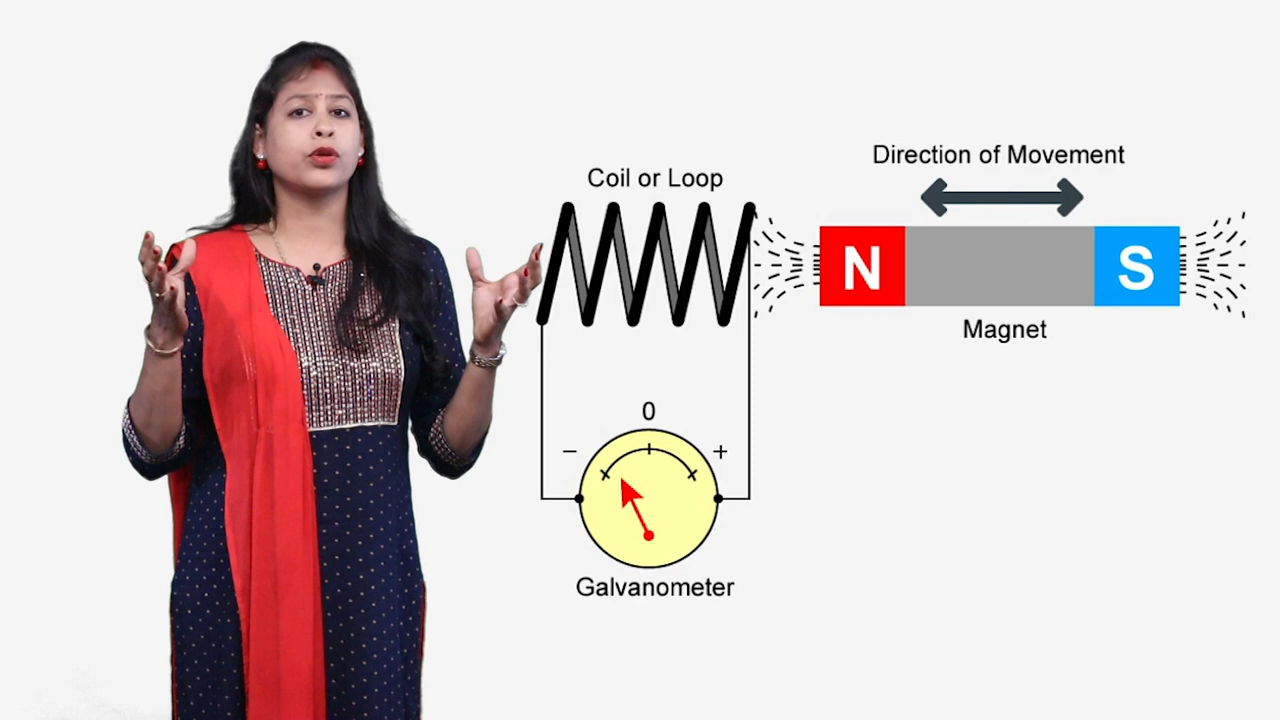 Coil or Loop
Direction of Movement
N
S
Magnet
0
− +
Galvanometer